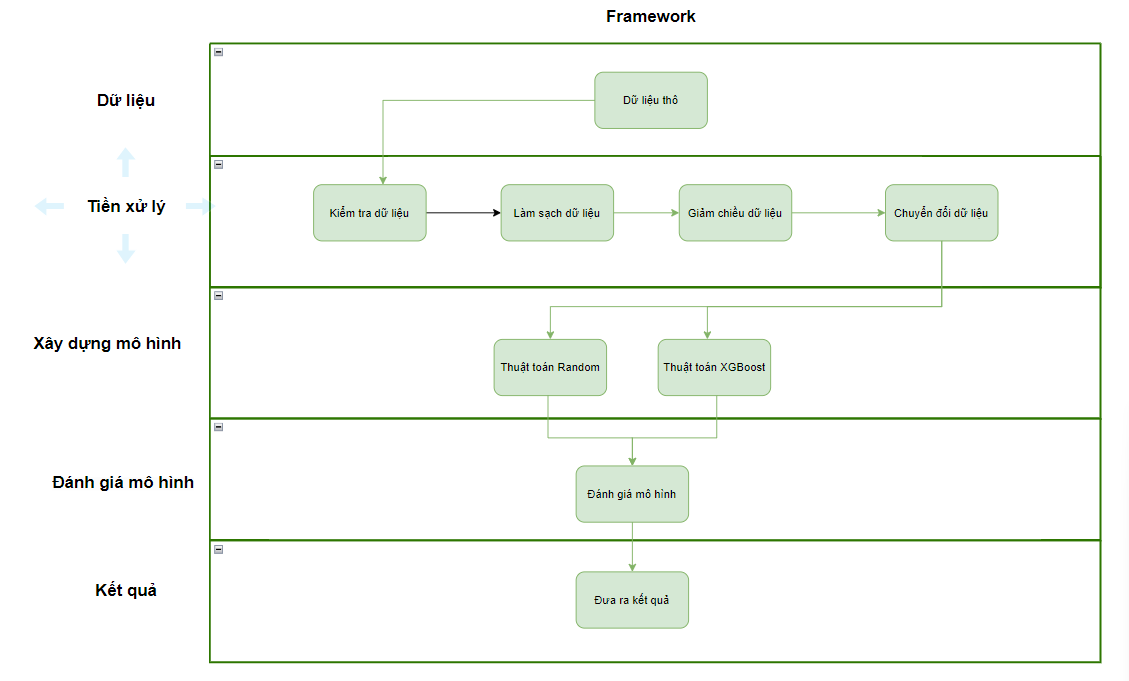 Framework
Dữ liệu
Dữ liệu thô
Tiền xử lý
Kiểm tra dữ liệu
Làm sạch dữ liệu
Giảm chiều dữ liệu
Chuyển đổi dữ liệu
Xây dựng mô hình
Thuật toán Random
Thuật toán XGBoost
Đánh giá mô hình
Đánh giá mô hình
Kết quả
Đưa ra kết quả